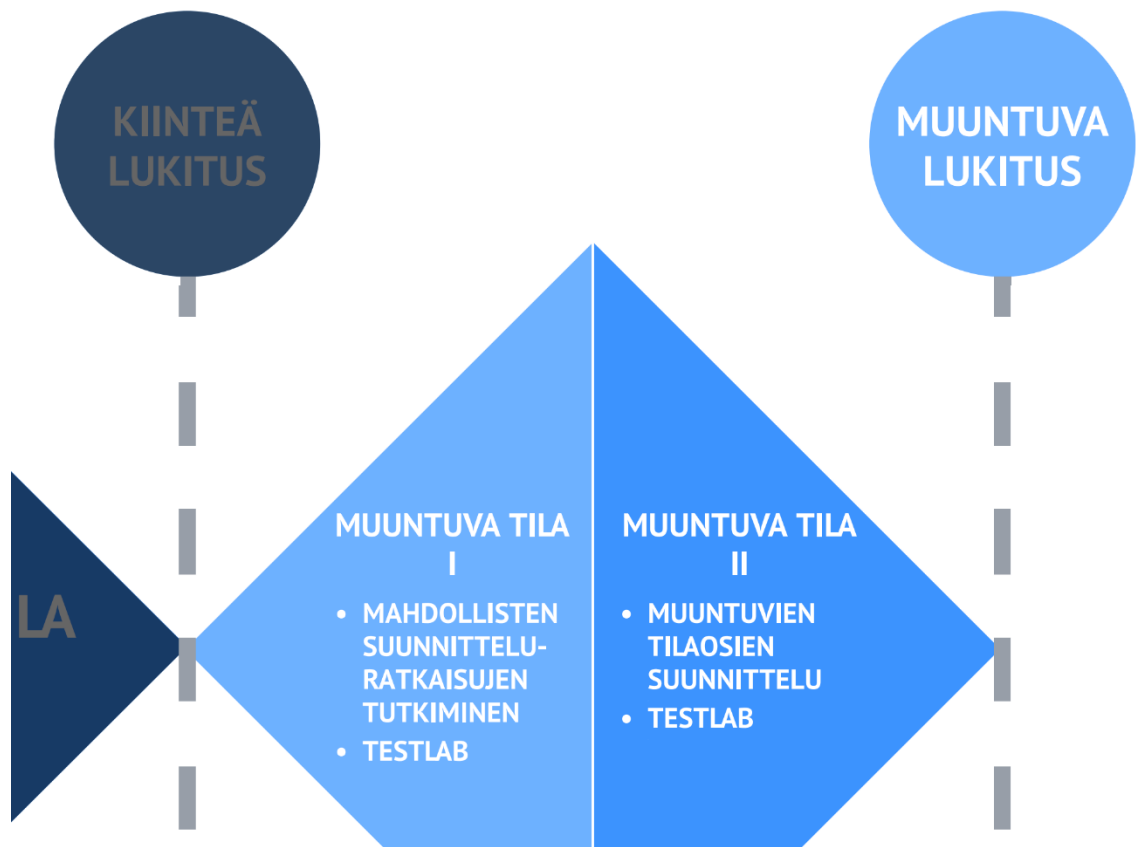 KIINTEÄ
LUKITUS
MUUNTUVA
LUKITUS
LA
MUUNTUVA TILA
I
• MAHDOLLISTEN
SUUNNITTELU-
RATKAISUJEN
TUTKIMINEN
• TESTLAB
MUUNTUVA TILA
II
• MUUNTUVIEN
TILAOSIEN
SUUNNITTELU
• TESTLAB